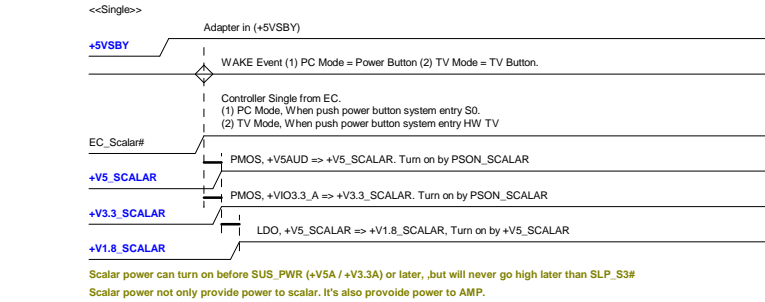 <<Single>>
Adapter in (+5VSBY)
+5VSBY
WAKE Event (1) PC Mode = Power Button (2) TV Mode = TV Button.
Controller Single from EC.
(1) PC Mode, When push power button system entry S0.
(2) TV Mode, When push power button system entry HW TV
EC_Scalar#
PMOS, +V5AUD => +V5_SCALAR. Turn on by PSON_SCALAR
+V5_SCALAR
PMOS, +VIO3.3_A => +V3.3_SCALAR. Turn on by PSON_SCALAR
+V3.3_SCALAR
LDO, +V5_SCALAR => +V1.8_SCALAR, Turn on by +V5_SCALAR
+V1.8_SCALAR
Scalar power can turn on before SUS_PWR (+V5A / +V3.3A) or later, ,but will never go high later than SLP_S3#
Scalar power not only provide power to scalar. It's also provoide power to AMP.